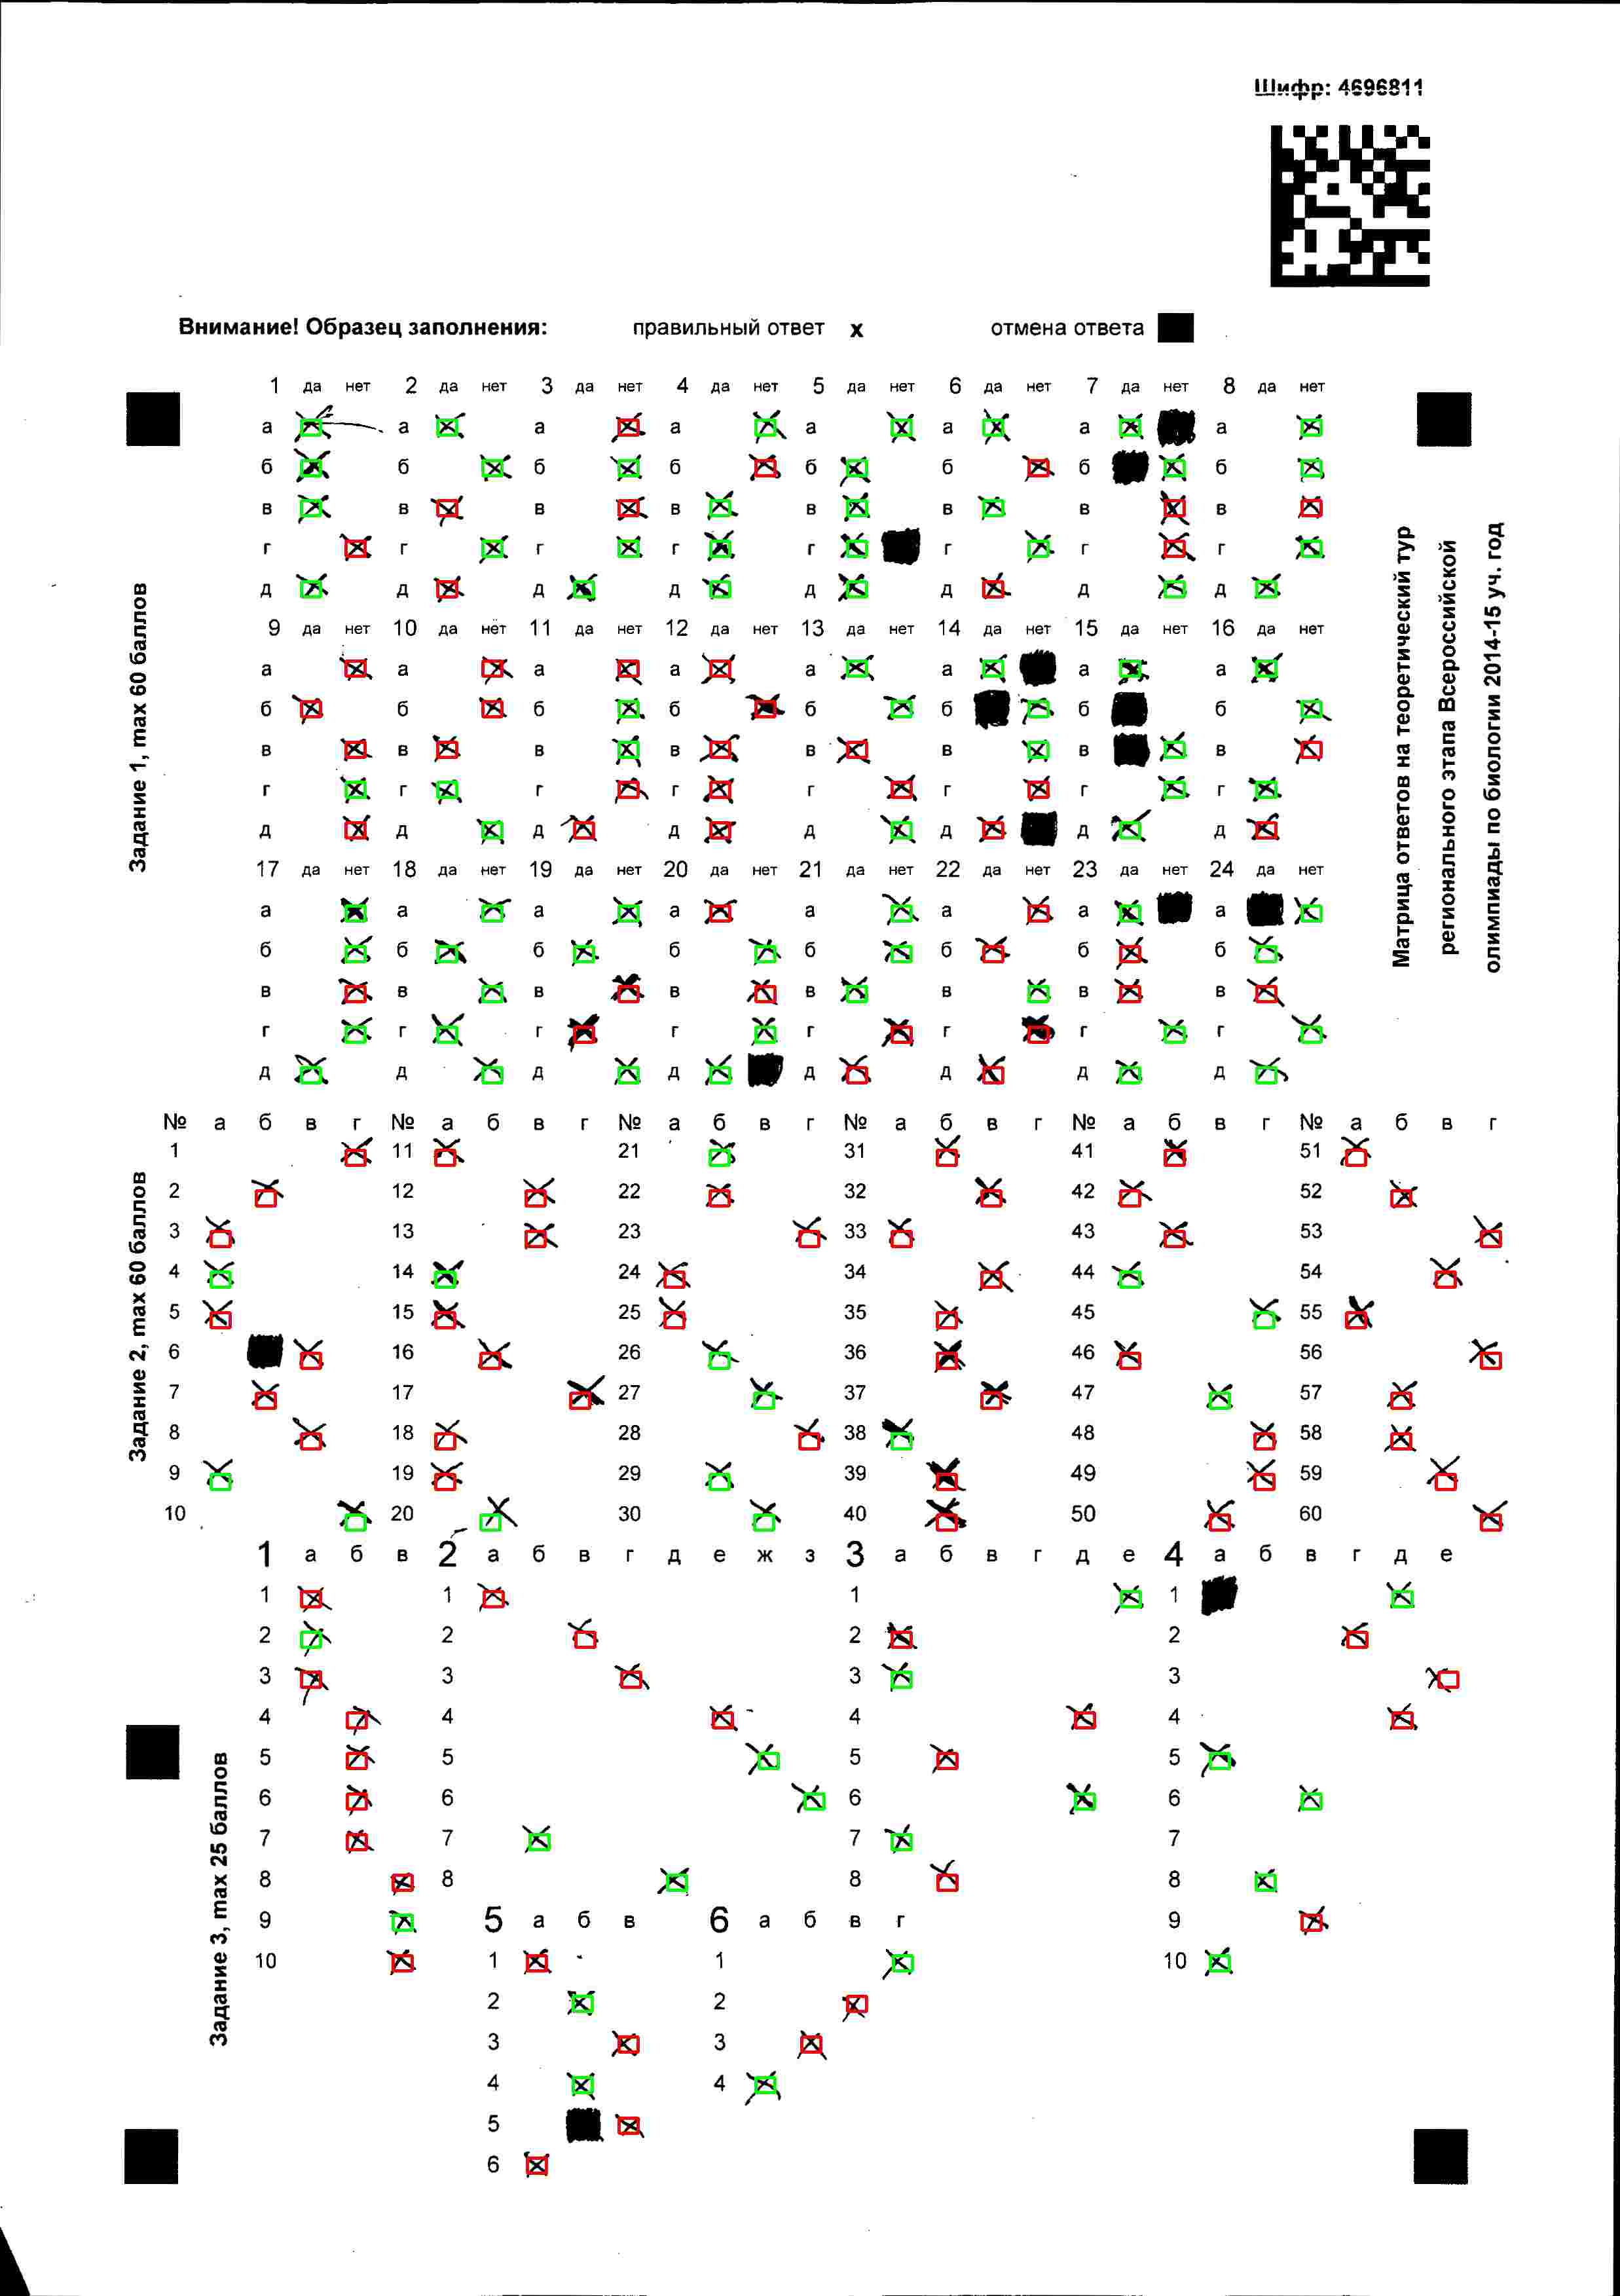 Шифр: 4696811
Внимание! Образец заполнения: правильный ответ х отмена ответа
1 да нет 2 да нет 3 да нет 4 да нет 5 да нет 6 да нет 7 да нет 8 да нет
а а а а а а а а
б б б б б б б б
в в в в в в в в
г г г г г г г г
д д д д д д д д
9 да нет 10 да нет 11 да нет 12 да нет 13 да нет 14 да нет 15 да нет 16 да нет
а а а а а а а а
б б б б б б б б
в в в в в в в в
г г г г г г г г
д д д д д д д д
17 да нет 18 да нет 19 да нет 20 да нет 21 да нет 22 да нет 23 да нет 24 да нет
а а а а а а а а
б б б б б б б б
в в в в в в в в
г г г г г г г г
д д д д д д д д
Задание 1, max 60 баллов
Матрица ответов на теоретический тур
регионального этапа Всероссийской
олимпиады по биологии 2014-15 уч. год
№ а б в г № а б в г № а б в г № а б в г № а б в г № а б в г
1 11 21 31 41 51
2 12 22 32 42 52
3 13 23 33 43 53
4 14 24 34 44 54
5 15 25 35 45 55
6 16 26 36 46 56
7 17 27 37 47 57
8 18 28 38 48 58
9 19 29 39 49 59
10 20 30 40 50 60
Задание 2, max 60 баллов
1 а б в 2 а б в г д е ж з 3 а б в г д е 4 а б в г д е
1 1 1 1
2 2 2 2
3 3 3 3
4 4 4 4
5 5 5 5
6 6 6 6
7 7 7 7
8 8 8 8
9 5 а б в 6 а б в г 9
10 1 1 10
2 2
3 3
4 4
5
6
Задание 3, max 25 баллов